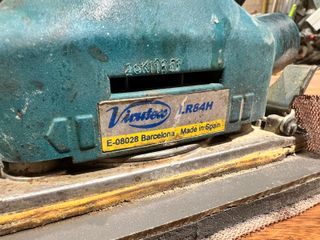 Virutex LR84H
E-08028 Barcelona Made in Spain